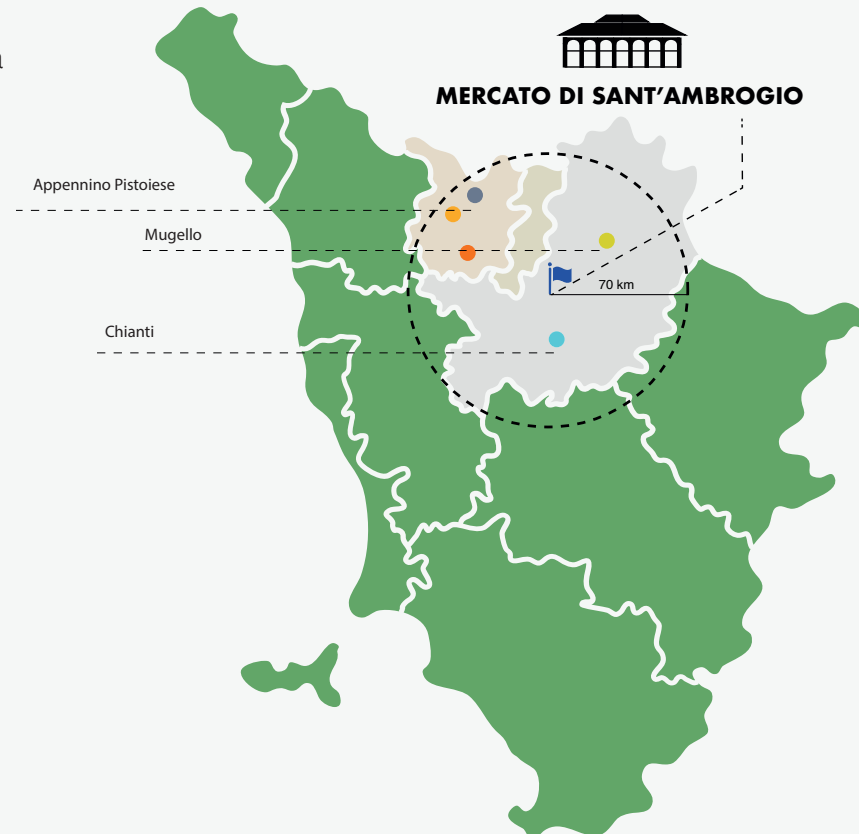 MERCATO DI SANT'AMBROGIO
Appennino Pistoiese
Mugello
70 km
Chianti